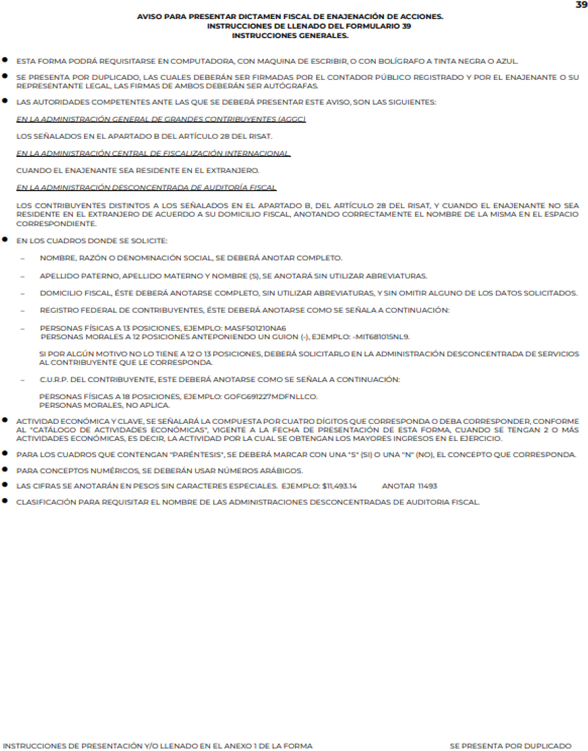 39
AVISO PARA PRESENTAR DICTAMEN FISCAL DE ENAJENACIÓN DE ACCIONES.
INSTRUCCIONES DE LLENADO DEL FORMULARIO 39
INSTRUCCIONES GENERALES.
● ESTA FORMA PODRÁ REQUISITARSE EN COMPUTADORA, CON MAQUINA DE ESCRIBIR, O CON BOLÍGRAFO A TINTA NEGRA O AZUL.
● SE PRESENTA POR DUPLICADO, LAS CUALES DEBERÁN SER FIRMADAS POR EL CONTADOR PÚBLICO REGISTRADO Y POR EL ENAJENANTE O SU
REPRESENTANTE LEGAL, LAS FIRMAS DE AMBOS DEBERÁN SER AUTÓGRAFAS.
● LAS AUTORIDADES COMPETENTES ANTE LAS QUE SE DEBERÁ PRESENTAR ESTE AVISO, SON LAS SIGUIENTES:
EN LA ADMINISTRACIÓN GENERAL DE GRANDES CONTRIBUYENTES (AGGC)
LOS SEÑALADOS EN EL APARTADO B DEL ARTÍCULO 28 DEL RISAT.
EN LA ADMINISTRACIÓN CENTRAL DE FISCALIZACIÓN INTERNACIONAL
CUANDO EL ENAJENANTE SEA RESIDENTE EN EL EXTRANJERO.
EN LA ADMINISTRACIÓN DESCONCENTRADA DE AUDITORÍA FISCAL
LOS CONTRIBUYENTES DISTINTOS A LOS SEÑALADOS EN EL APARTADO B, DEL ARTÍCULO 28 DEL RISAT, Y CUANDO EL ENAJENANTE NO SEA
RESIDENTE EN EL EXTRANJERO DE ACUERDO A SU DOMICILIO FISCAL, ANOTANDO CORRECTAMENTE EL NOMBRE DE LA MISMA EN EL ESPACIO
CORRESPONDIENTE.
● EN LOS CUADROS DONDE SE SOLICITE:
– NOMBRE, RAZÓN O DENOMINACIÓN SOCIAL, SE DEBERÁ ANOTAR COMPLETO.
– APELLIDO PATERNO, APELLIDO MATERNO Y NOMBRE (S), SE ANOTARÁ SIN UTILIZAR ABREVIATURAS.
– DOMICILIO FISCAL, ÉSTE DEBERÁ ANOTARSE COMPLETO, SIN UTILIZAR ABREVIATURAS, Y SIN OMITIR ALGUNO DE LOS DATOS SOLICITADOS.
– REGISTRO FEDERAL DE CONTRIBUYENTES, ÉSTE DEBERÁ ANOTARSE COMO SE SEÑALA A CONTINUACIÓN:
– PERSONAS FÍSICAS A 13 POSICIONES, EJEMPLO: MASF501210NA6
PERSONAS MORALES A 12 POSICIONES ANTEPONIENDO UN GUION (-), EJEMPLO: -MIT681015NL9.
SI POR ALGÚN MOTIVO NO LO TIENE A 12 O 13 POSICIONES, DEBERÁ SOLICITARLO EN LA ADMINISTRACIÓN DESCONCENTRADA DE SERVICIOS
AL CONTRIBUYENTE QUE LE CORRESPONDA.
– C.U.R.P. DEL CONTRIBUYENTE, ESTE DEBERÁ ANOTARSE COMO SE SEÑALA A CONTINUACIÓN:
PERSONAS FÍSICAS A 18 POSICIONES, EJEMPLO: GOFG691227MDFNLLCO.
PERSONAS MORALES, NO APLICA.
● ACTIVIDAD ECONÓMICA Y CLAVE, SE SEÑALARÁ LA COMPUESTA POR CUATRO DÍGITOS QUE CORRESPONDA O DEBA CORRESPONDER, CONFORME
AL "CATÁLOGO DE ACTIVIDADES ECONÓMICAS", VIGENTE A LA FECHA DE PRESENTACIÓN DE ESTA FORMA, CUANDO SE TENGAN 2 O MÁS
ACTIVIDADES ECONÓMICAS, ES DECIR, LA ACTIVIDAD POR LA CUAL SE OBTENGAN LOS MAYORES INGRESOS EN EL EJERCICIO.
● PARA LOS CUADROS QUE CONTENGAN "PARÉNTESIS", SE DEBERÁ MARCAR CON UNA "S" (SI) O UNA "N" (NO), EL CONCEPTO QUE CORRESPONDA.
● PARA CONCEPTOS NUMÉRICOS, SE DEBERÁN USAR NÚMEROS ARÁBIGOS.
● LAS CIFRAS SE ANOTARÁN EN PESOS SIN CARACTERES ESPECIALES. EJEMPLO: $11,493.14 ANOTAR 11493
● CLASIFICACIÓN PARA REQUISITAR EL NOMBRE DE LAS ADMINISTRACIONES DESCONCENTRADAS DE AUDITORIA FISCAL.
INSTRUCCIONES DE PRESENTACIÓN Y/O LLENADO EN EL ANEXO 1 DE LA FORMA SE PRESENTA POR DUPLICADO